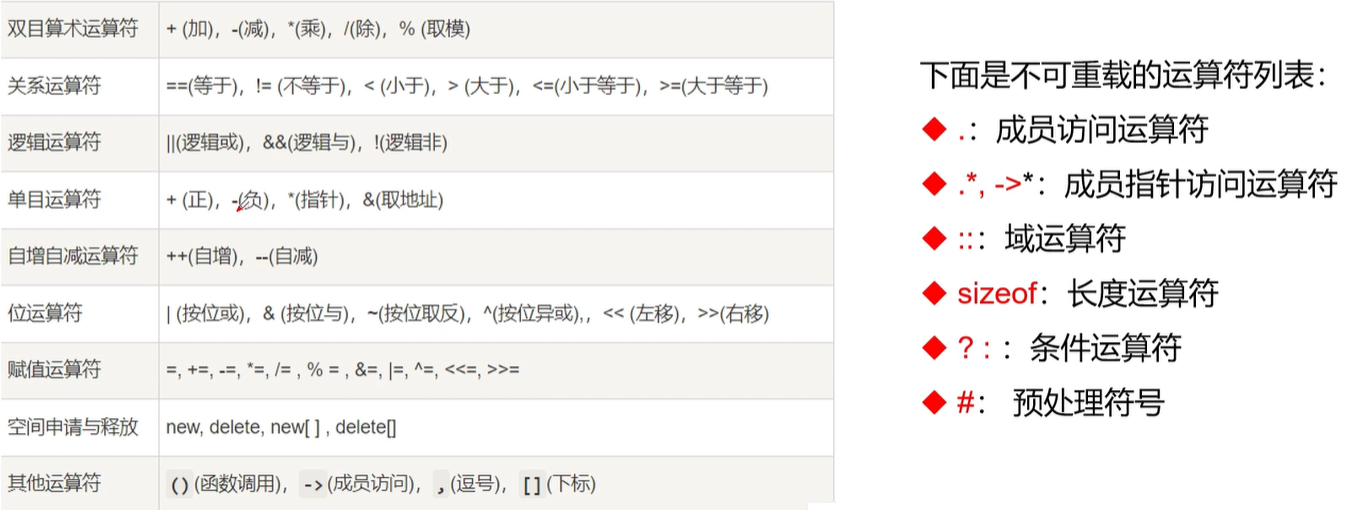 双目算术运算符 + (加)，-(减)，*(乘)，/(除)，% (取模)
关系运算符 ==(等于)，!= (不等于)，< (小于)，> (大于)，<=(小于等于)，>=(大于等于)
逻辑运算符 ||(逻辑或)，&&(逻辑与)，!(逻辑非)
单目运算符 + (正)，-(负)，*(指针)，&(取地址)
自增自减运算符 ++(自增)，--(自减)
位运算符 | (按位或)，& (按位与)，~(按位取反)，^(按位异或),，<< (左移)，>>(右移)
赋值运算符 =, +=, -=, *=, /= , % = , &=, |=, ^=, <<=, >>=
空间申请与释放 new, delete, new[ ] , delete[]
其他运算符 ()(函数调用)，->(成员访问)，,(逗号)，[](下标)
下面是不可重载的运算符列表：
◆ .：成员访问运算符
◆ .*, ->*：成员指针访问运算符
◆ ::：域运算符
◆ sizeof：长度运算符
◆ ? :：条件运算符
◆ #： 预处理符号